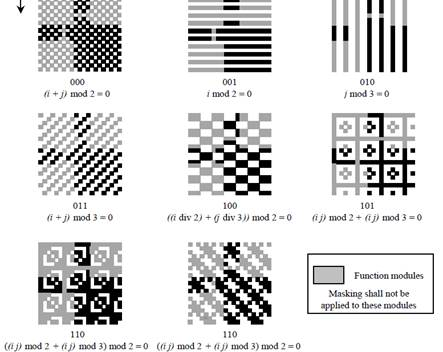 000 001 010
(i + j) mod 2 = 0 i mod 2 = 0 j mod 3 = 0
011 100 101
(i + j) mod 3 = 0 ((i div 2) + (j div 3)) mod 2 = 0 (i j) mod 2 + (i j) mod 3 = 0
Function modules
Masking shall not be
applied to these modules
110 110
((i j) mod 2 + (i j) mod 3) mod 2 = 0 ((i j) mod 2 + (i j) mod 3) mod 2 = 0